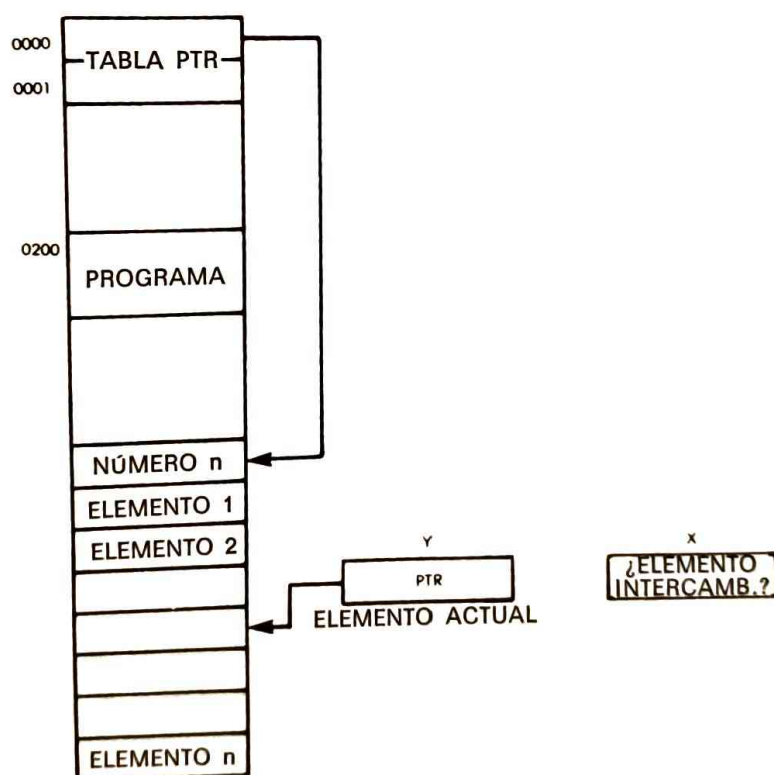 0000
TABLA PTR
0001
0200
PROGRAMA
NÚMERO n
ELEMENTO 1
ELEMENTO 2
Y
PTR
ELEMENTO ACTUAL
X
¿ELEMENTO
INTERCAMB.?
ELEMENTO n